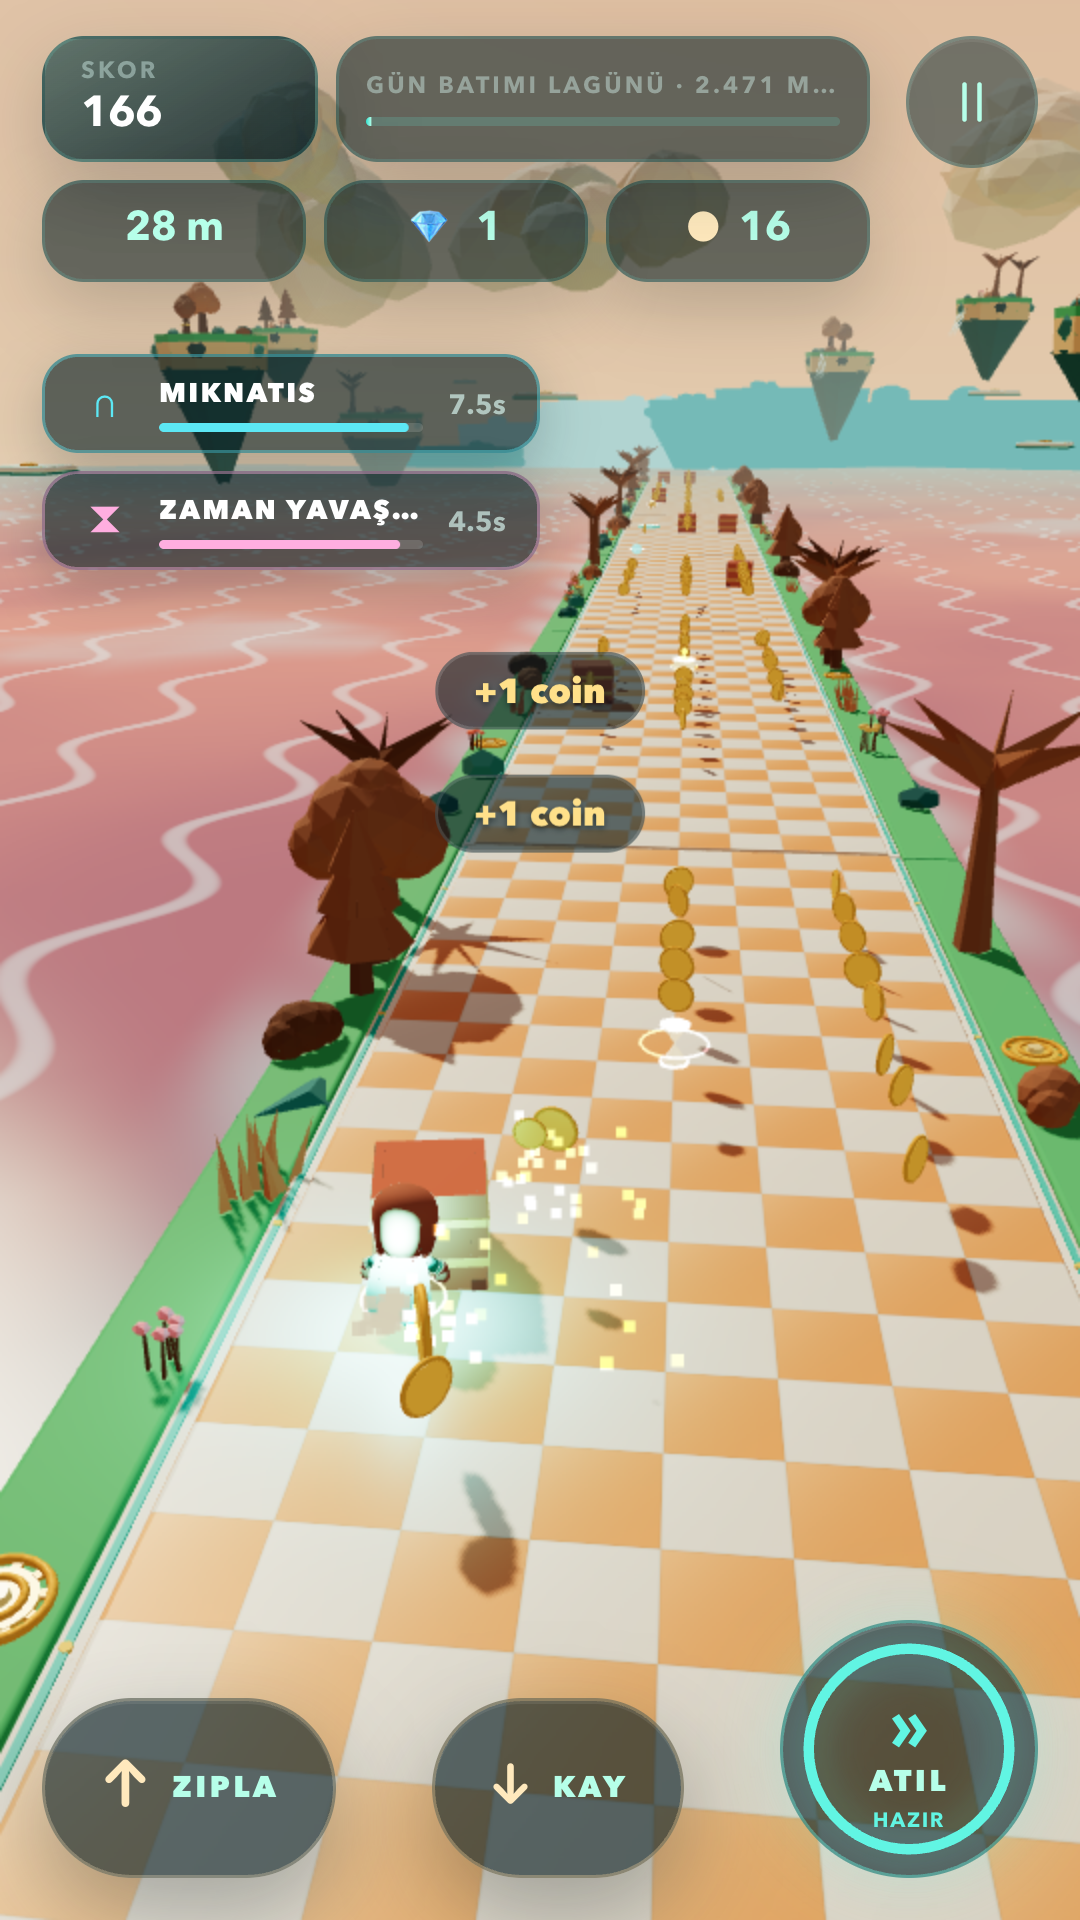 SKOR
166
GÜN BATIMI LAGÜNÜ · 2.471 M...
28 m
1
16
MIKNATIS
7.5s
ZAMAN YAVAŞ...
4.5s
+1 coin
+1 coin
ZIPLA
KAY
ATIL
HAZIR